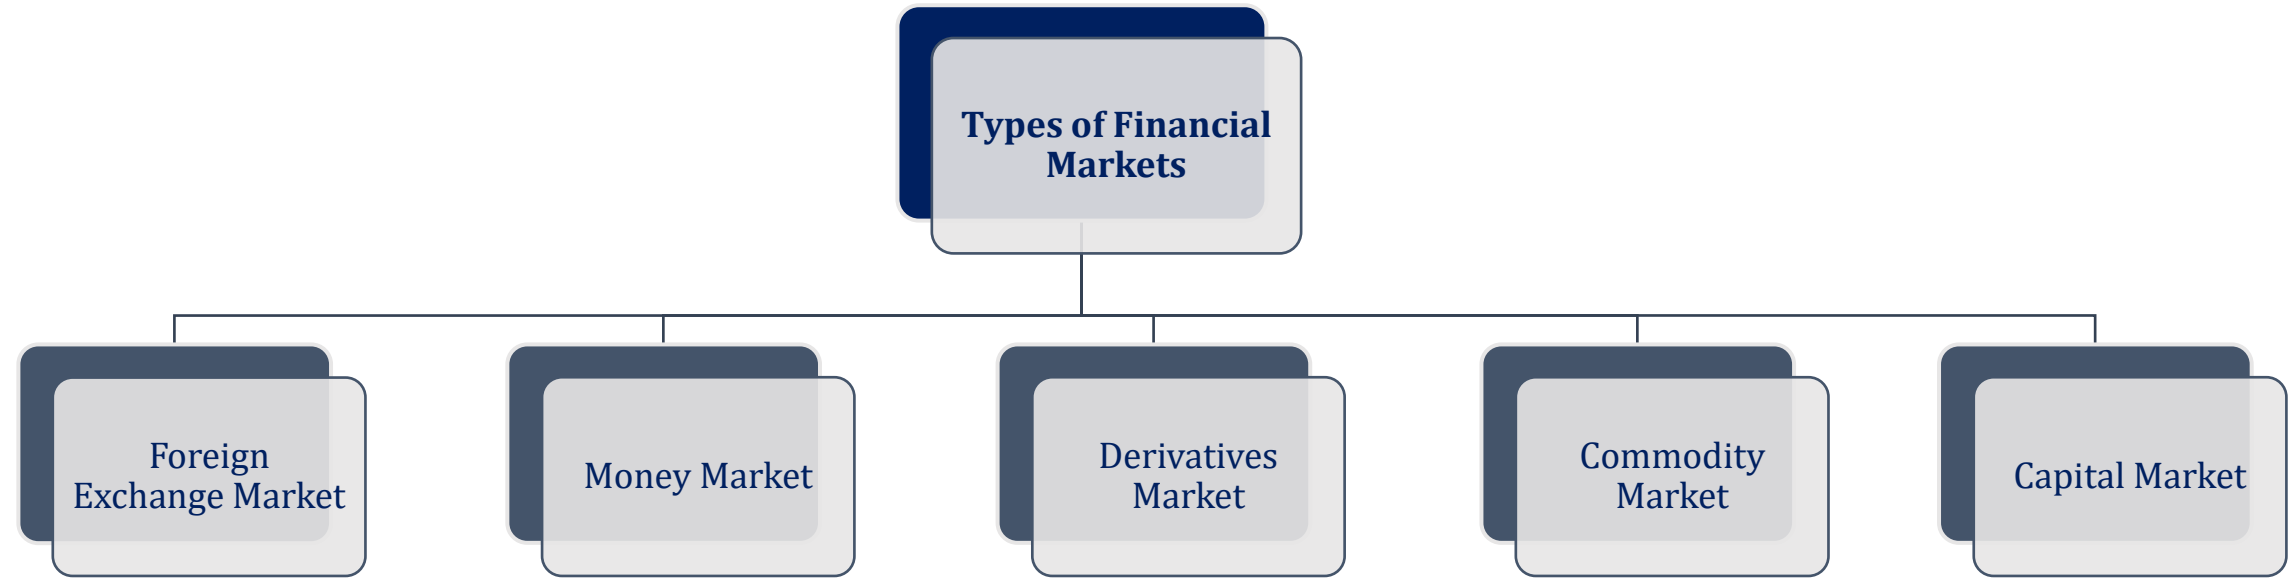 Types of Financial
Markets
Foreign
Exchange Market
Money Market
Derivatives
Market
Commodity
Market
Capital Market